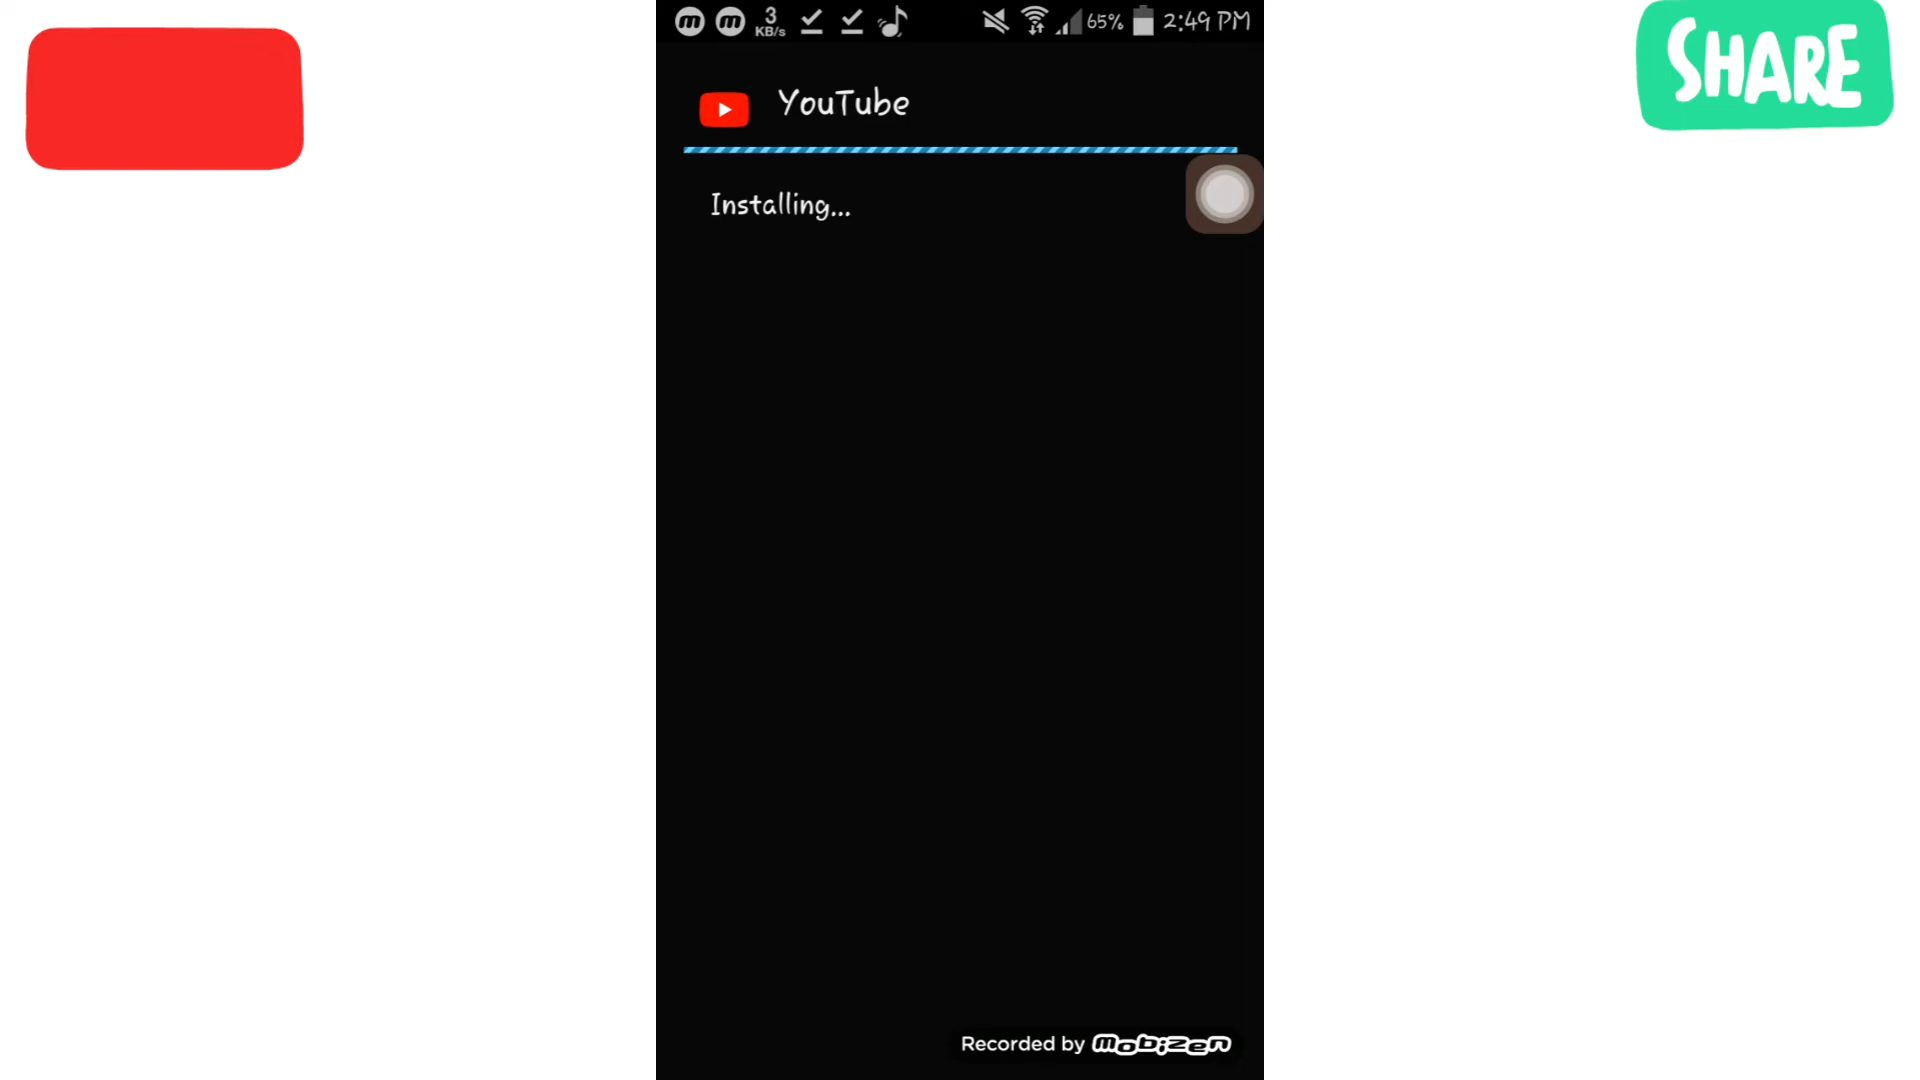 3 KB/s 65% 2:49 PM
SHARE
YouTube
Installing...
Recorded by mobizen